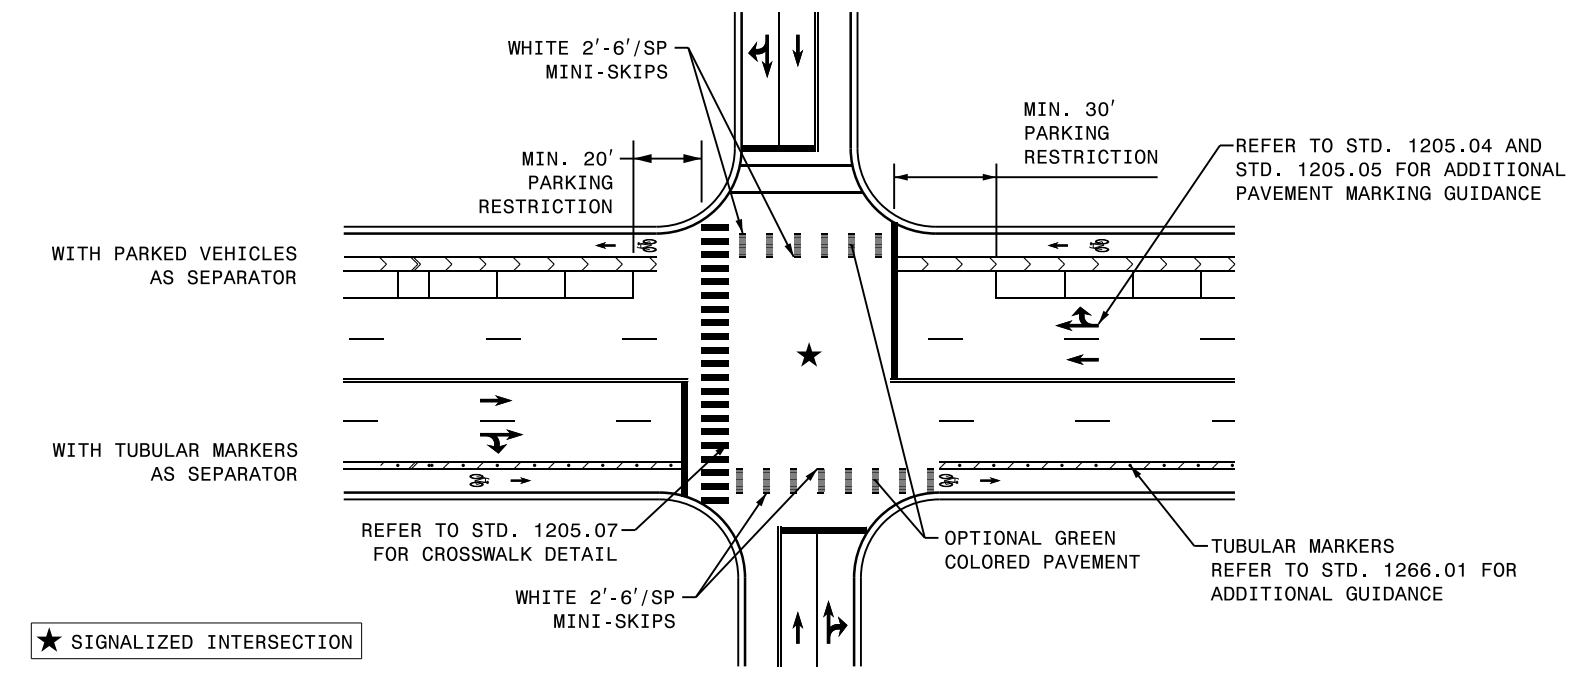 WHITE 2'-6'/SP
MINI-SKIPS
MIN. 20'
PARKING
RESTRICTION
MIN. 30'
PARKING
RESTRICTION
REFER TO STD. 1205.04 AND
STD. 1205.05 FOR ADDITIONAL
PAVEMENT MARKING GUIDANCE
WITH PARKED VEHICLES
AS SEPARATOR
WITH TUBULAR MARKERS
AS SEPARATOR
REFER TO STD. 1205.07
FOR CROSSWALK DETAIL
OPTIONAL GREEN
COLORED PAVEMENT
TUBULAR MARKERS
REFER TO STD. 1266.01 FOR
ADDITIONAL GUIDANCE
WHITE 2'-6'/SP
MINI-SKIPS
★ SIGNALIZED INTERSECTION